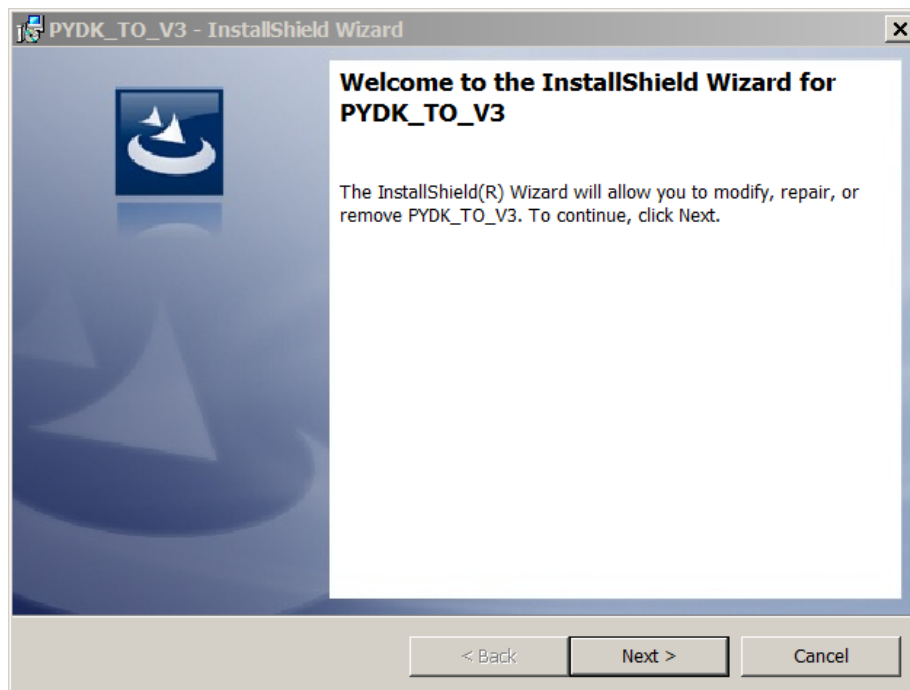 PYDK_TO_V3 - InstallShield Wizard
Welcome to the InstallShield Wizard for
PYDK_TO_V3
The InstallShield(R) Wizard will allow you to modify, repair, or
remove PYDK_TO_V3. To continue, click Next.
< Back
Next >
Cancel